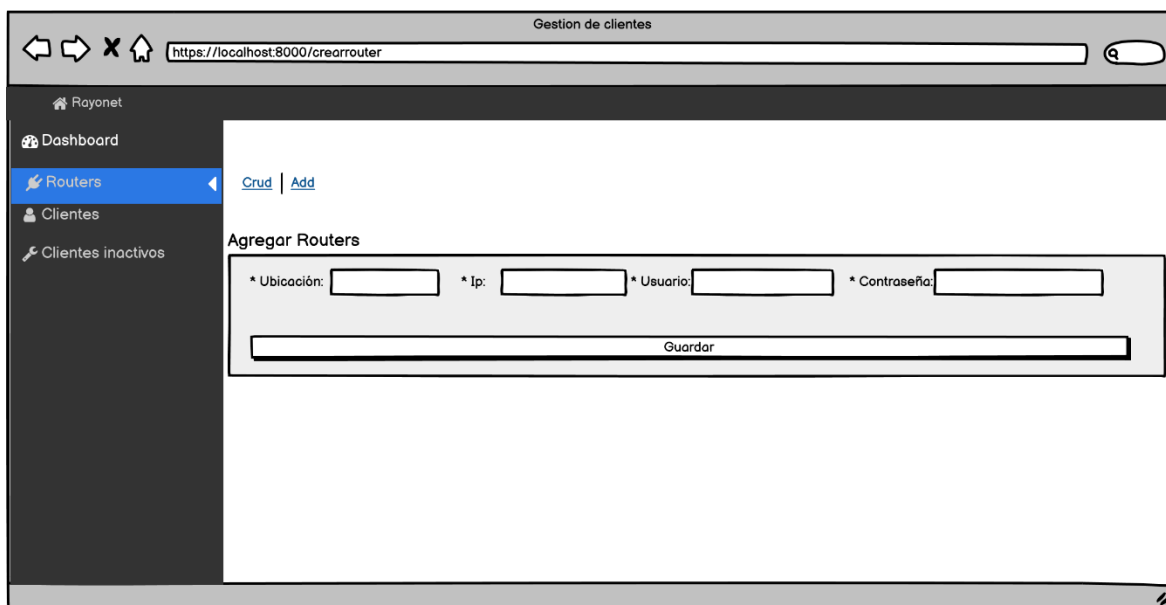 Gestion de clientes
https://localhost:8000/crearrouter
Rayonet
Dashboard
Routers
Crud | Add
Clientes
Agregar Routers
Clientes inactivos
* Ubicación: * Ip: * Usuario: * Contraseña:
Guardar